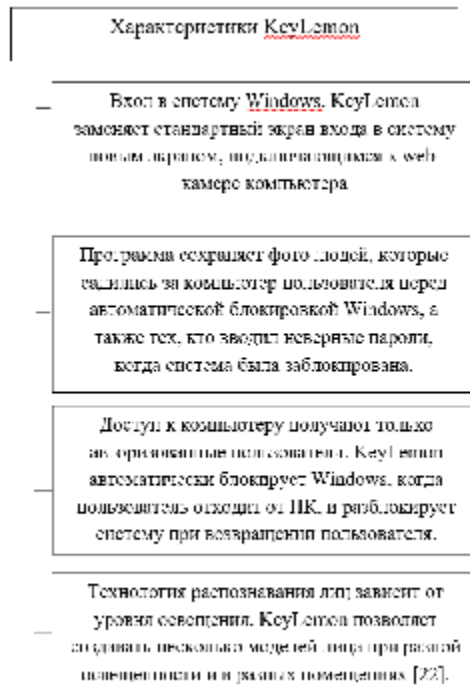 Характеристики KeyLemon
Вход в систему Windows. KeyLemon
заменяет стандартный экран входа в систему
новым экраном, подключающимся к web-
камере компьютера
Программа сохраняет фото людей, которые
садились за компьютер пользователя перед
автоматической блокировкой Windows, а
также тех, кто вводил неверные пароли,
когда система была заблокирована.
Доступ к компьютеру получают только
авторизованные пользователи. KeyLemon
автоматически блокирует Windows, когда
пользователь отходит от ПК, и разблокирует
систему при возвращении пользователя.
Технология распознавания лиц зависит от
уровня освещения. KeyLemon позволяет
создавать несколько моделей лица при разной
освещенности и в разных помещениях [22].